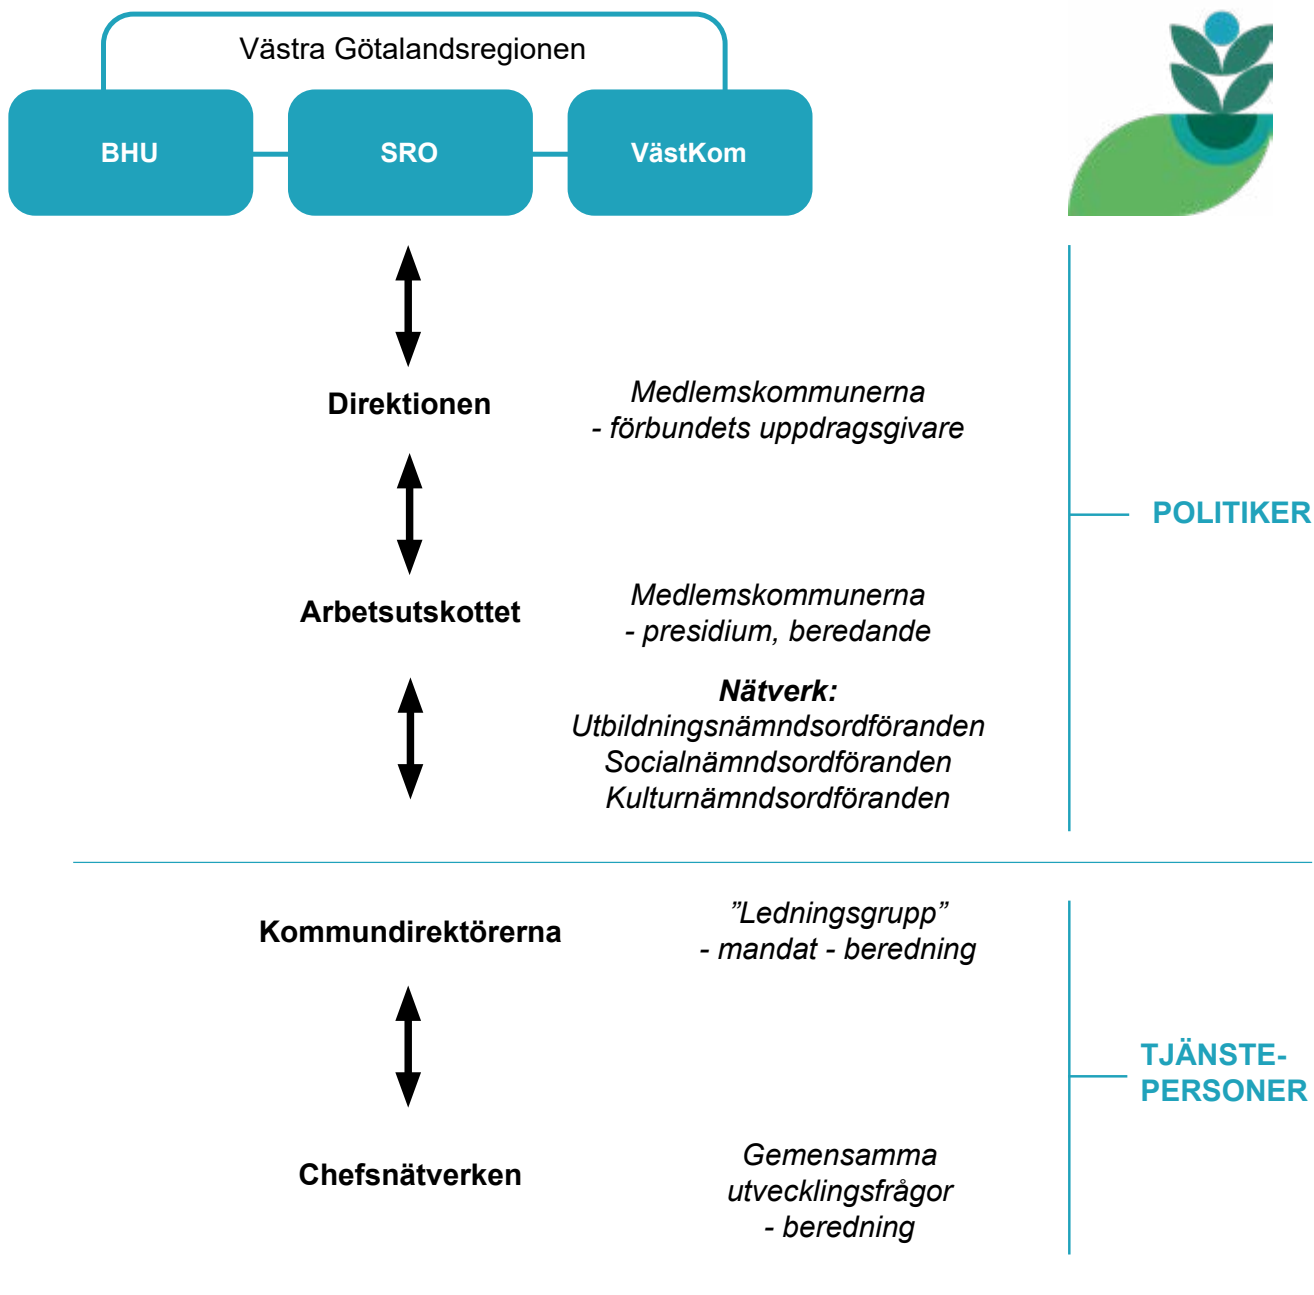 Västra Götalandsregionen
BHU
SRO
VästKom
Direktionen
Medlemskommunerna
- förbundets uppdragsgivare
POLITIKER
Arbetsutskottet
Medlemskommunerna
- presidium, beredande
Nätverk:
Utbildningsnämndsordföranden
Socialnämndsordföranden
Kulturnämndsordföranden
Kommundirektörerna
”Ledningsgrupp”
- mandat - beredning
TJÄNSTE-
PERSONER
Chefsnätverken
Gemensamma
utvecklingsfrågor
- beredning